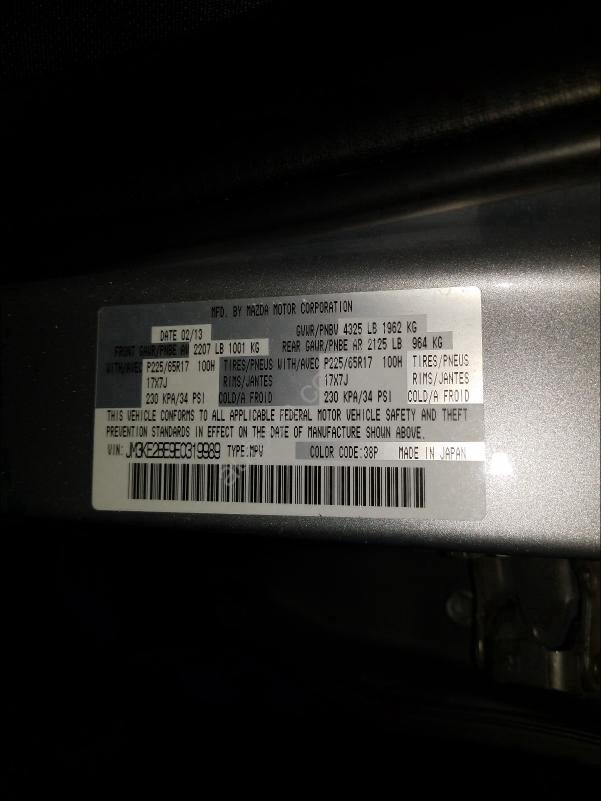 MFD. BY MAZDA MOTOR CORPORATION
DATE 02/13 GVWR/PNBV 4325 LB 1962 KG
FRONT GAWR/PNBE AV 2207 LB 1001 KG REAR GAWR/PNBE AR 2125 LB 964 KG
WITH/AVEC P225/65R17 100H TIRES/PNEUS WITH/AVEC P225/65R17 100H TIRES/PNEUS
17X7J RIMS/JANTES 17X7J RIMS/JANTES
230 KPA/34 PSI COLD/A FROID 230 KPA/34 PSI COLD/A FROID
THIS VEHICLE CONFORMS TO ALL APPLICABLE FEDERAL MOTOR VEHICLE SAFETY AND THEFT
PREVENTION STANDARDS IN EFFECT ON THE DATE OF MANUFACTURE SHOWN ABOVE.
VIN: JM3KE2BE9E0319989 TYPE:MPV COLOR CODE:38P MADE IN JAPAN